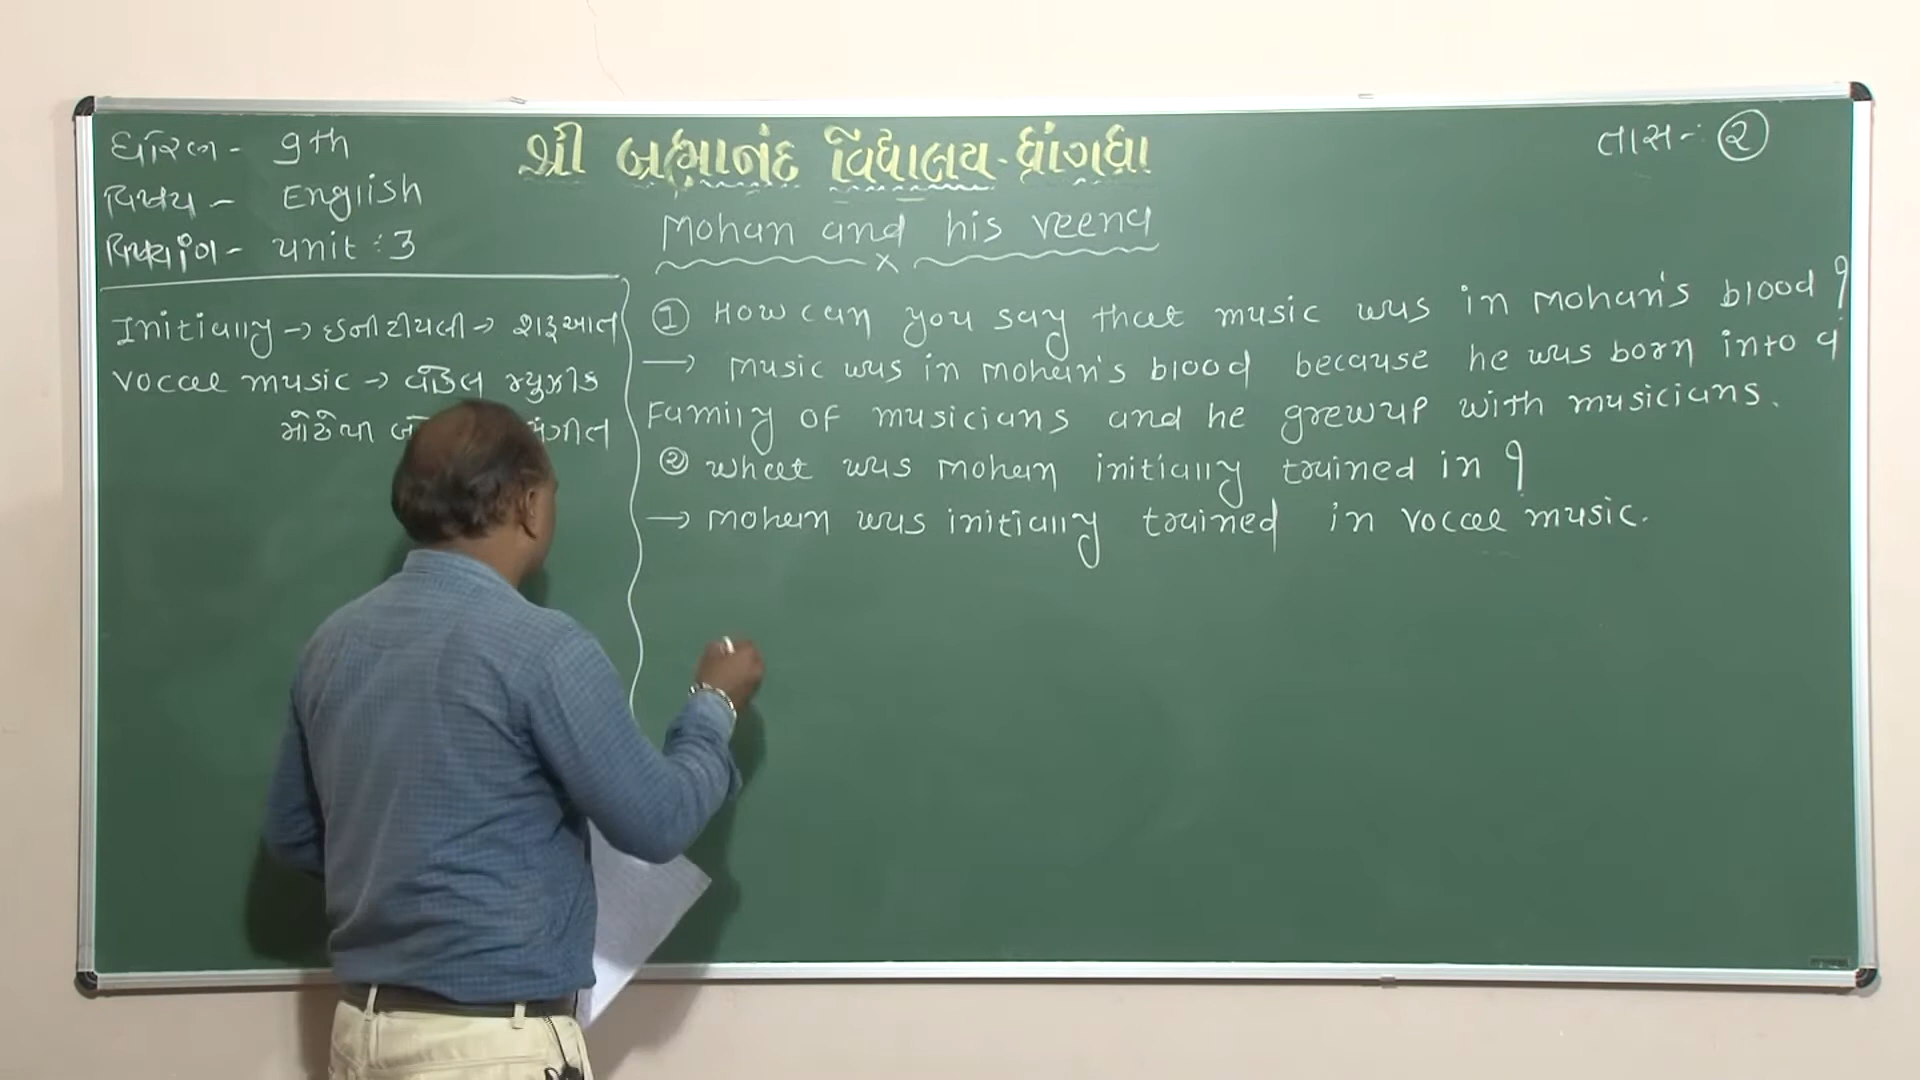 ધોરણ - 9th
વિષય - English
વિષયાંગ - unit : 3
શ્રી બ્રહ્માનંદ વિદ્યાલય - ધ્રાંગધ્રા
તાસ - ૨
Mohan and his veena
Initially → ઇનીટીયલી → શરૂઆત
vocal music → વોકલ મ્યુઝીક
મોઢેથી
① How can you say that music was in Mohan's blood ?
→ music was in mohan's blood because he was born into a
Family of musicians and he grewup with musicians.
② what was mohan initially trained in ?
→ mohan was initially trained in vocal music.